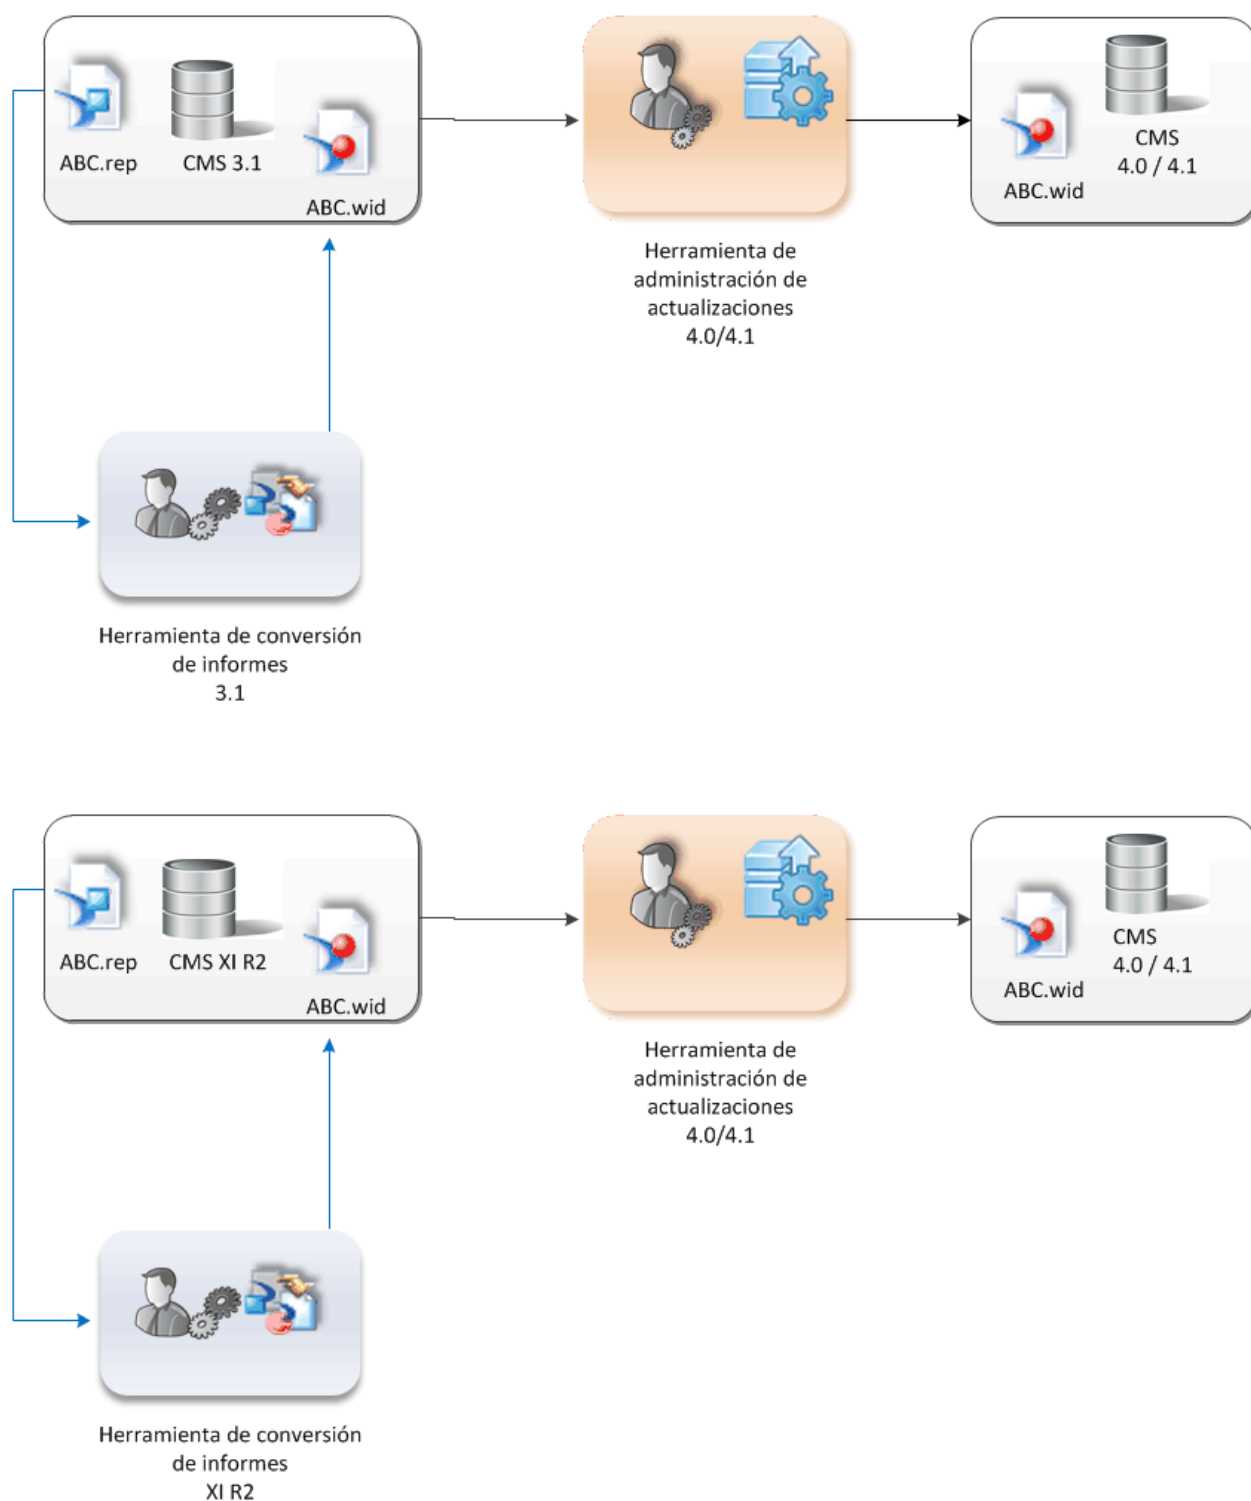 ABC.rep
CMS 3.1
ABC.wid
Herramienta de
administración de
actualizaciones
4.0/4.1
CMS
4.0 / 4.1
ABC.wid
Herramienta de conversión
de informes
3.1
ABC.rep
CMS XI R2
ABC.wid
Herramienta de
administración de
actualizaciones
4.0/4.1
CMS
4.0 / 4.1
ABC.wid
Herramienta de conversión
de informes
XI R2